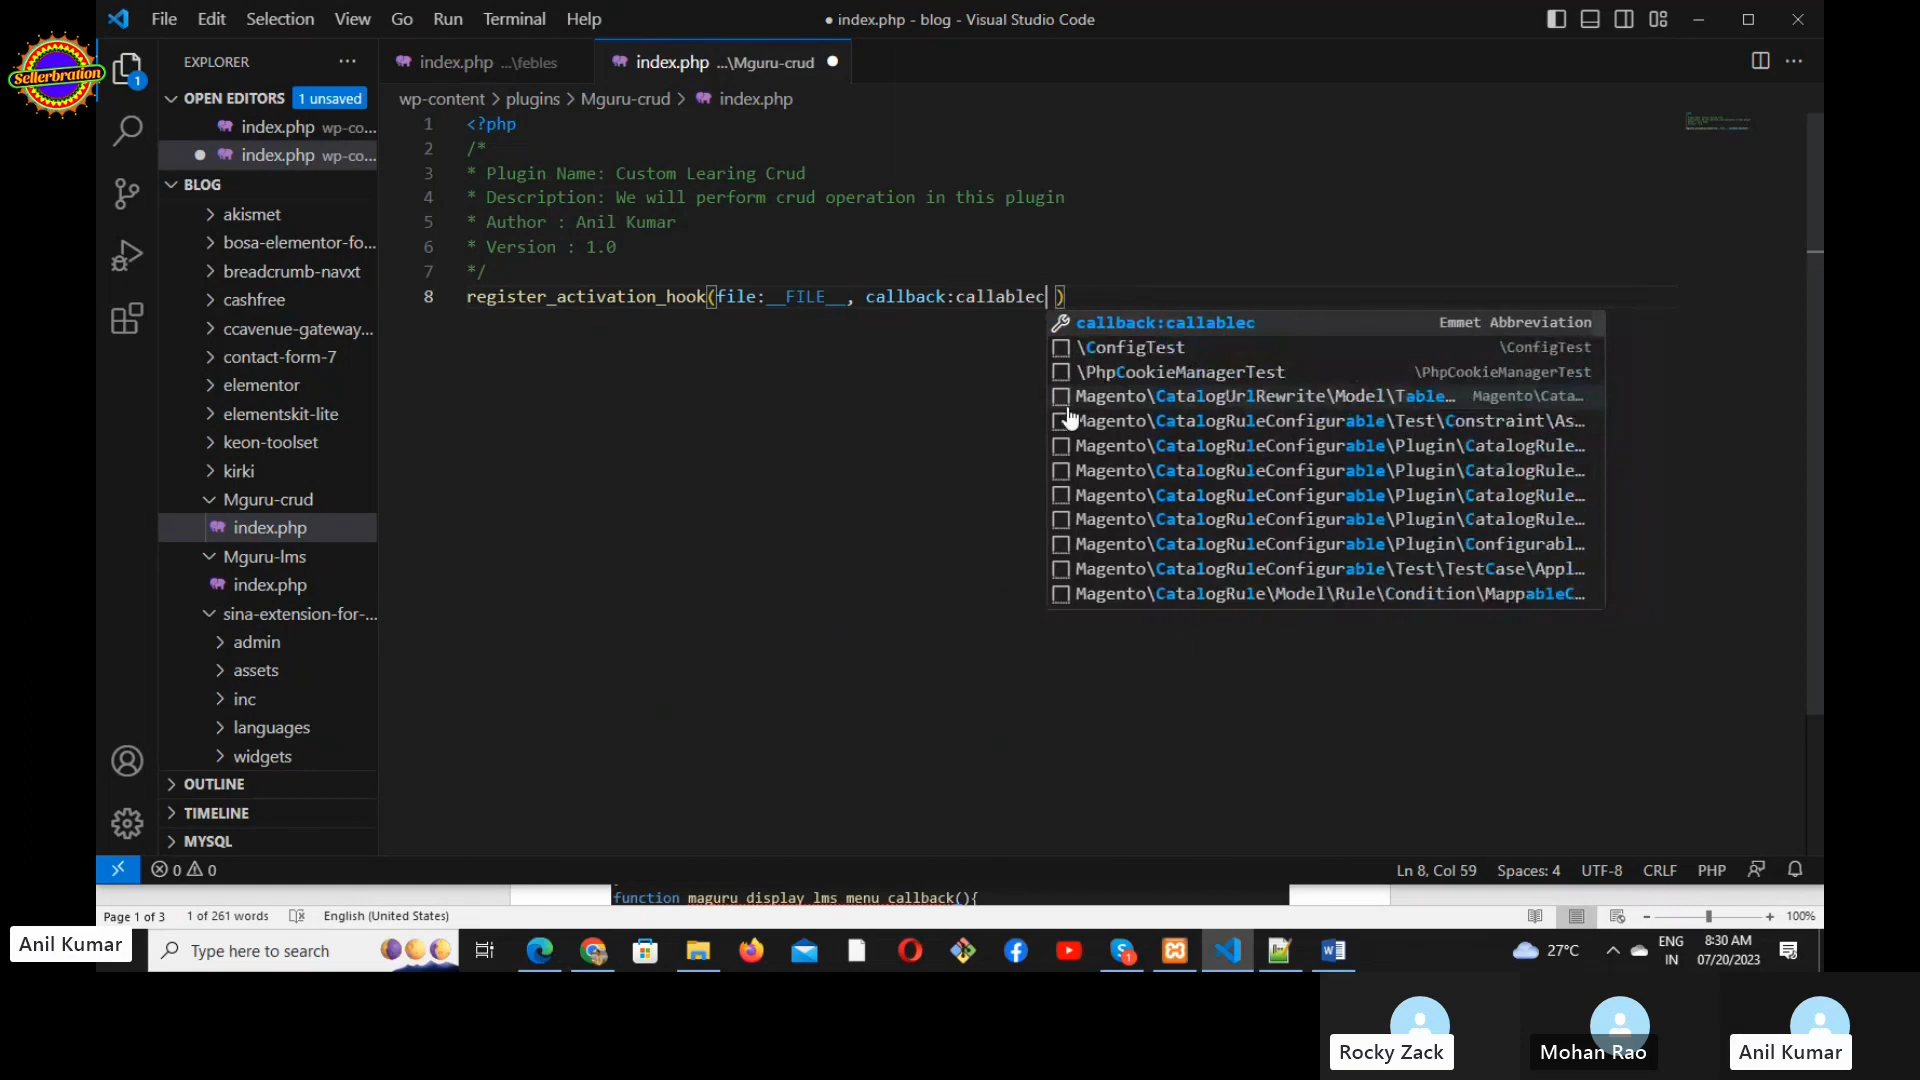 File Edit Selection View Go Run Terminal Help
● index.php - blog - Visual Studio Code
Sellerbration
EXPLORER
1
OPEN EDITORS 1 unsaved
index.php wp-co...
index.php wp-co...
BLOG
akismet
bosa-elementor-fo...
breadcrumb-navxt
cashfree
ccavenue-gateway...
contact-form-7
elementor
elementskit-lite
keon-toolset
kirki
Mguru-crud
index.php
Mguru-lms
index.php
sina-extension-for-...
admin
assets
inc
languages
widgets
OUTLINE
TIMELINE
MYSQL
index.php ...\febles
index.php ...\Mguru-crud
wp-content > plugins > Mguru-crud > index.php
1 <?php
2 /*
3 * Plugin Name: Custom Learing Crud
4 * Description: We will perform crud operation in this plugin
5 * Author : Anil Kumar
6 * Version : 1.0
7 */
8 register_activation_hook(file:__FILE__, callback:callablec )
callback:callablec Emmet Abbreviation
\ConfigTest \ConfigTest
\PhpCookieManagerTest \PhpCookieManagerTest
Magento\CatalogUrlRewrite\Model\Table... Magento\Cata...
Magento\CatalogRuleConfigurable\Test\Constraint\As...
Magento\CatalogRuleConfigurable\Plugin\CatalogRule...
Magento\CatalogRuleConfigurable\Plugin\CatalogRule...
Magento\CatalogRuleConfigurable\Plugin\CatalogRule...
Magento\CatalogRuleConfigurable\Plugin\CatalogRule...
Magento\CatalogRuleConfigurable\Plugin\Configurabl...
Magento\CatalogRuleConfigurable\Test\TestCase\Appl...
Magento\CatalogRule\Model\Rule\Condition\MappableC...
0 0
Ln 8, Col 59 Spaces: 4 UTF-8 CRLF PHP
function maguru_display_lms_menu_callback(){
Page 1 of 3 1 of 261 words English (United States) 100%
Type here to search
27°C
ENG
IN
8:30 AM
07/20/2023
Anil Kumar
Rocky Zack
Mohan Rao
Anil Kumar